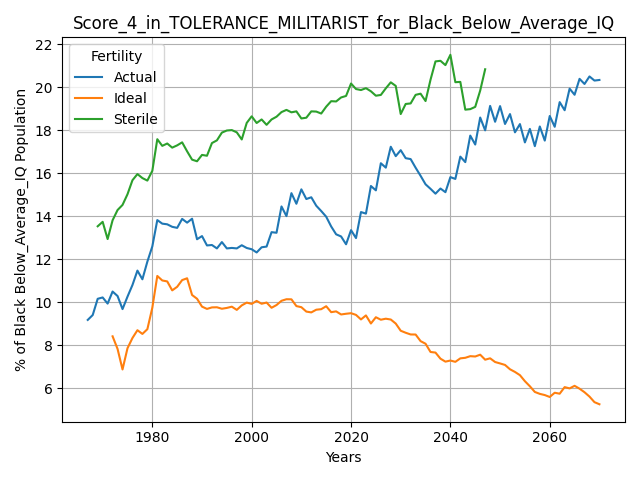 Score_4_in_TOLERANCE_MILITARIST_for_Black_Below_Average_IQ
% of Black Below_Average_IQ Population
22
20
18
16
14
12
10
8
6
Fertility
Actual
Ideal
Sterile
1980
2000
2020
2040
2060
Years